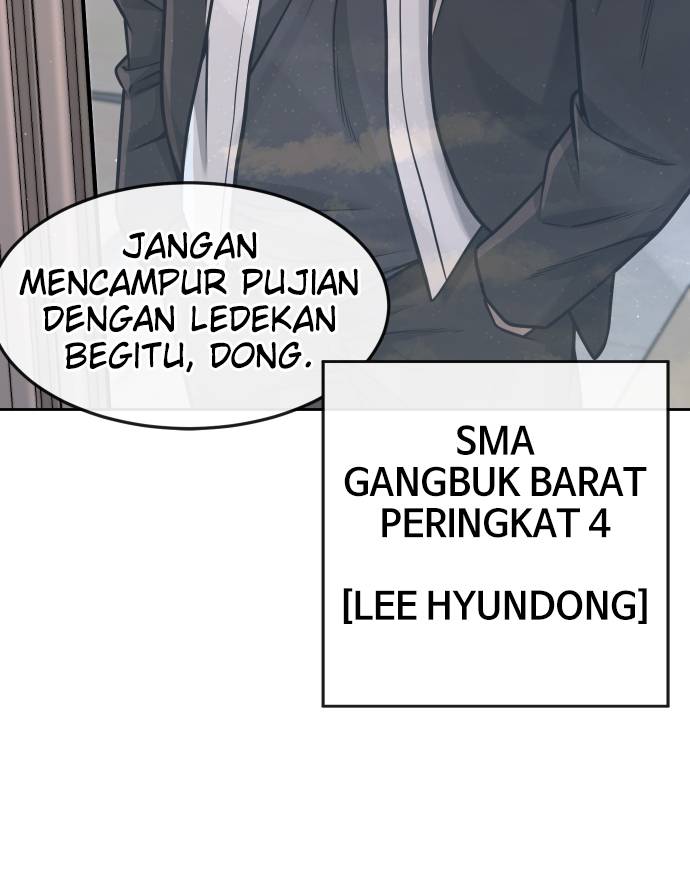 JANGAN
MENCAMPUR PUJIAN
DENGAN LEDEKAN
BEGITU, DONG.
SMA
GANGBUK BARAT
PERINGKAT 4
[LEE HYUNDONG]